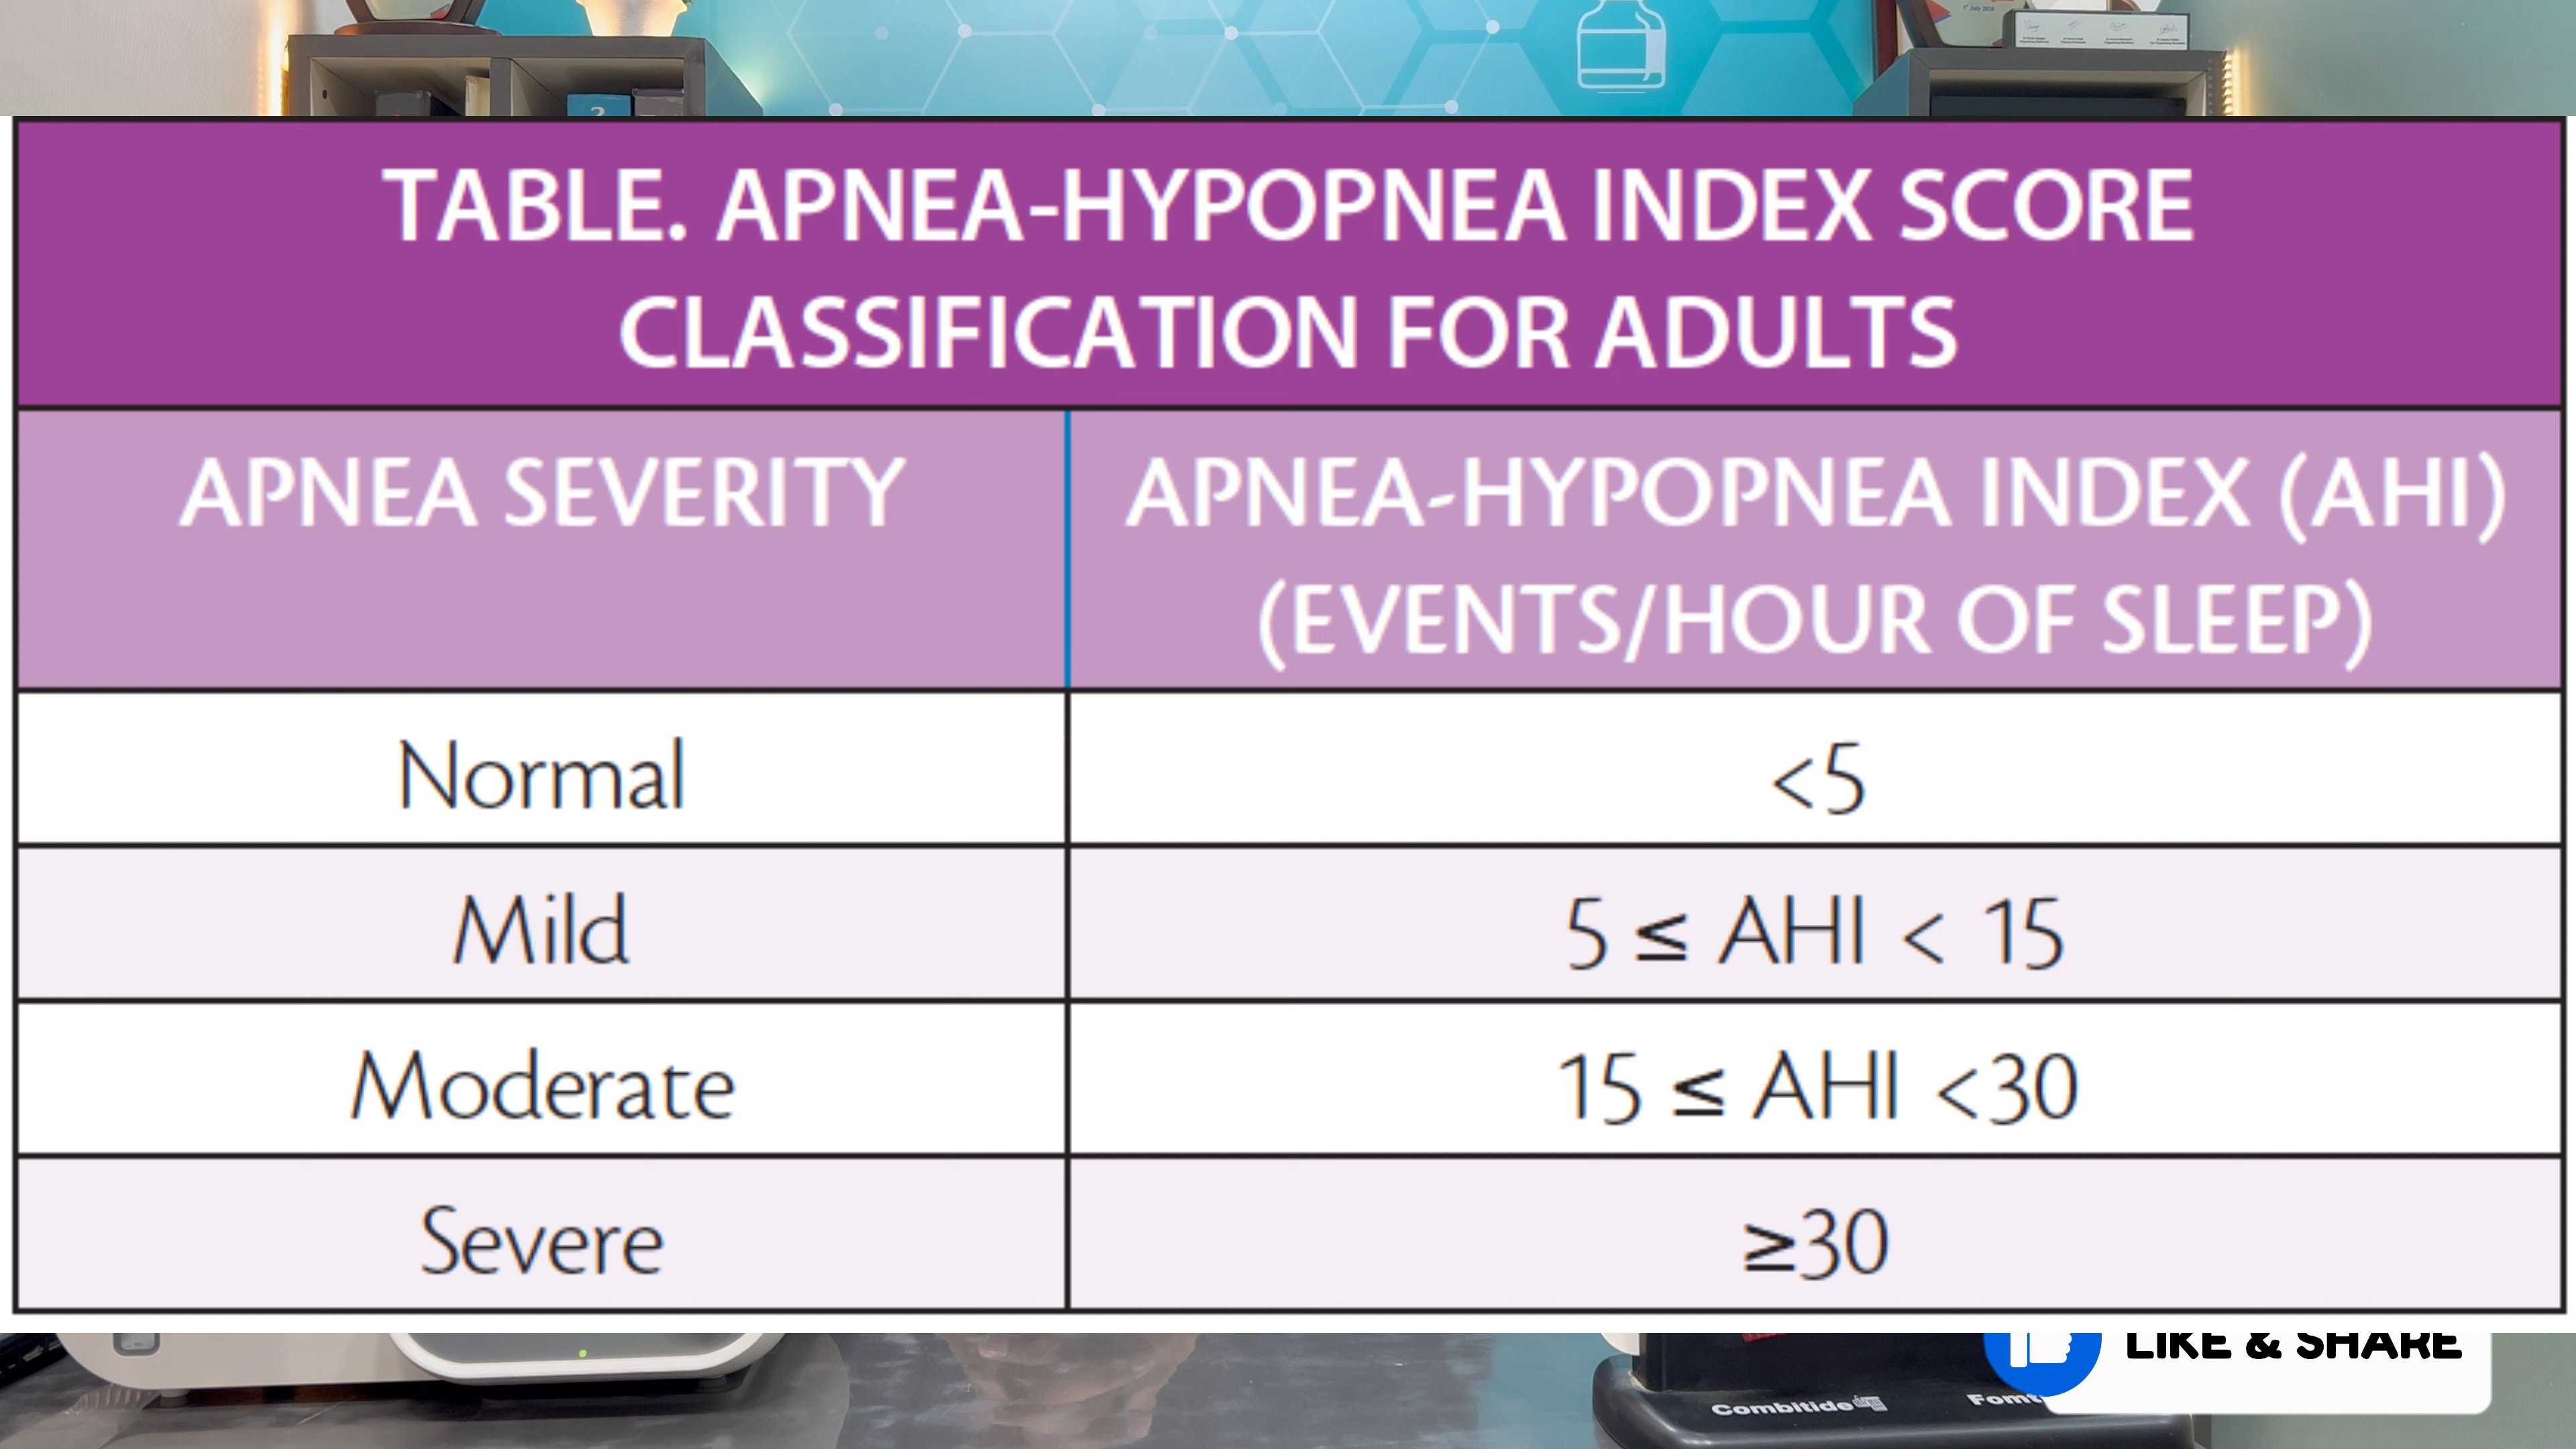 TABLE. APNEA-HYPOPNEA INDEX SCORE
CLASSIFICATION FOR ADULTS
APNEA SEVERITY
APNEA-HYPOPNEA INDEX (AHI)
(EVENTS/HOUR OF SLEEP)
Normal
<5
Mild
5 ≤ AHI < 15
Moderate
15 ≤ AHI <30
Severe
≥30
LIKE & SHARE
Combitide